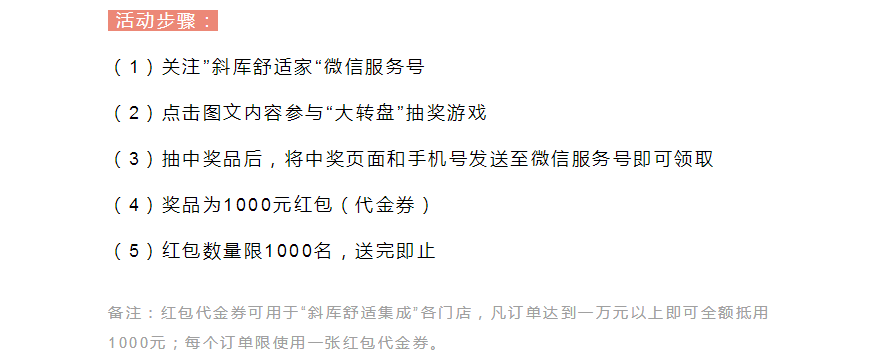 活动步骤：
（1）关注”斜厍舒适家“微信服务号
（2）点击图文内容参与“大转盘”抽奖游戏
（3）抽中奖品后，将中奖页面和手机号发送至微信服务号即可领取
（4）奖品为1000元红包（代金券）
（5）红包数量限1000名，送完即止
备注：红包代金券可用于“斜厍舒适集成”各门店，凡订单达到一万元以上即可全额抵用
1000元；每个订单限使用一张红包代金券。